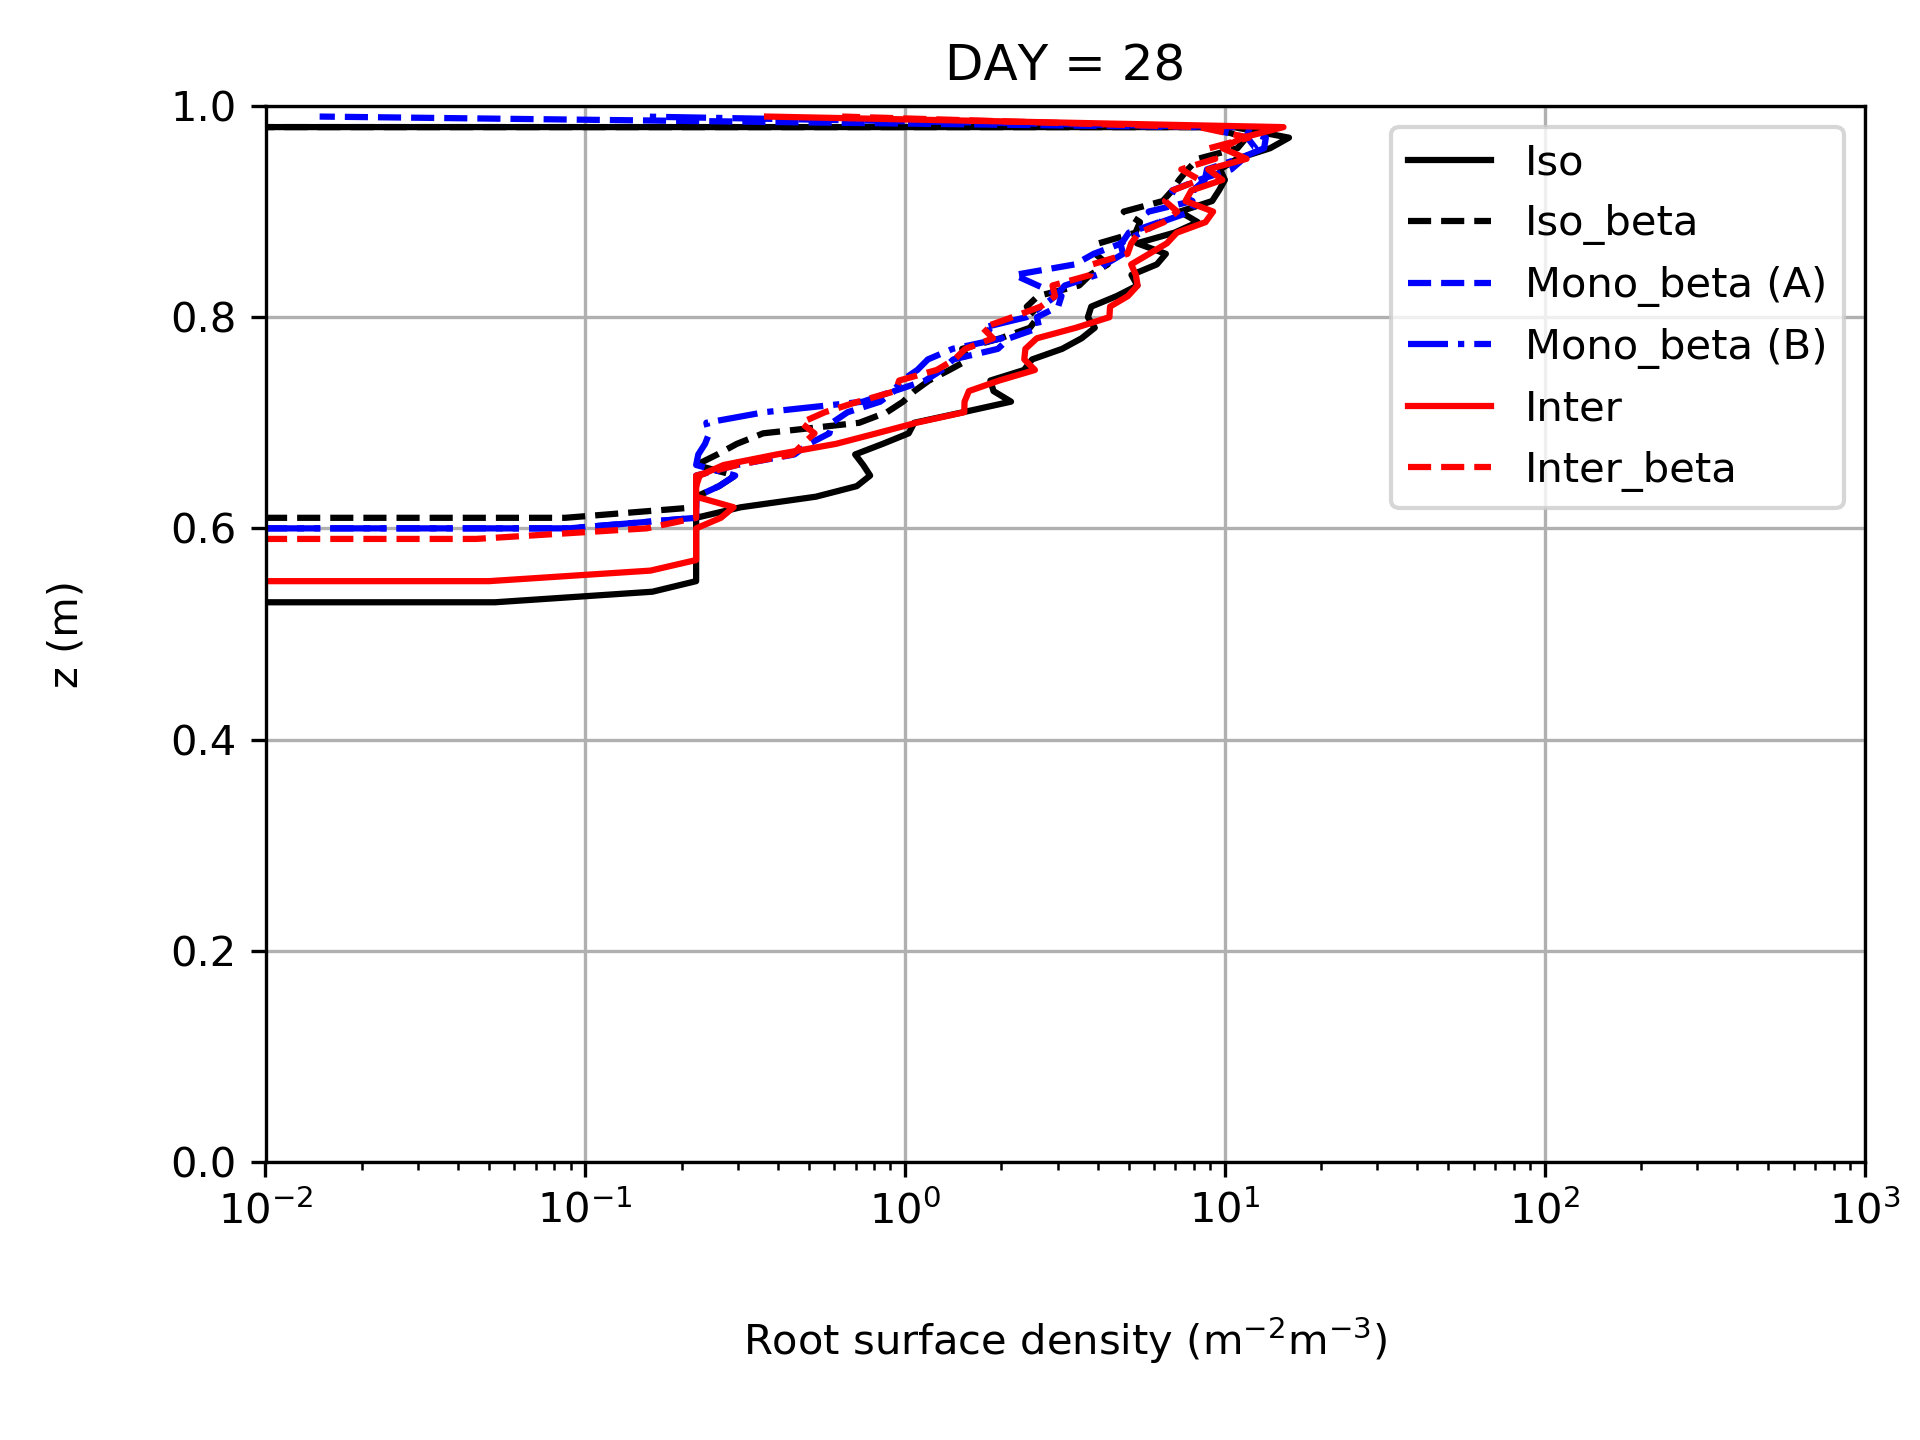 DAY = 28
1.0
0.8
0.6
0.4
0.2
0.0
z (m)
10⁻² 10⁻¹ 10⁰ 10¹ 10² 10³
Root surface density (m⁻²m⁻³)
Iso
Iso_beta
Mono_beta (A)
Mono_beta (B)
Inter
Inter_beta